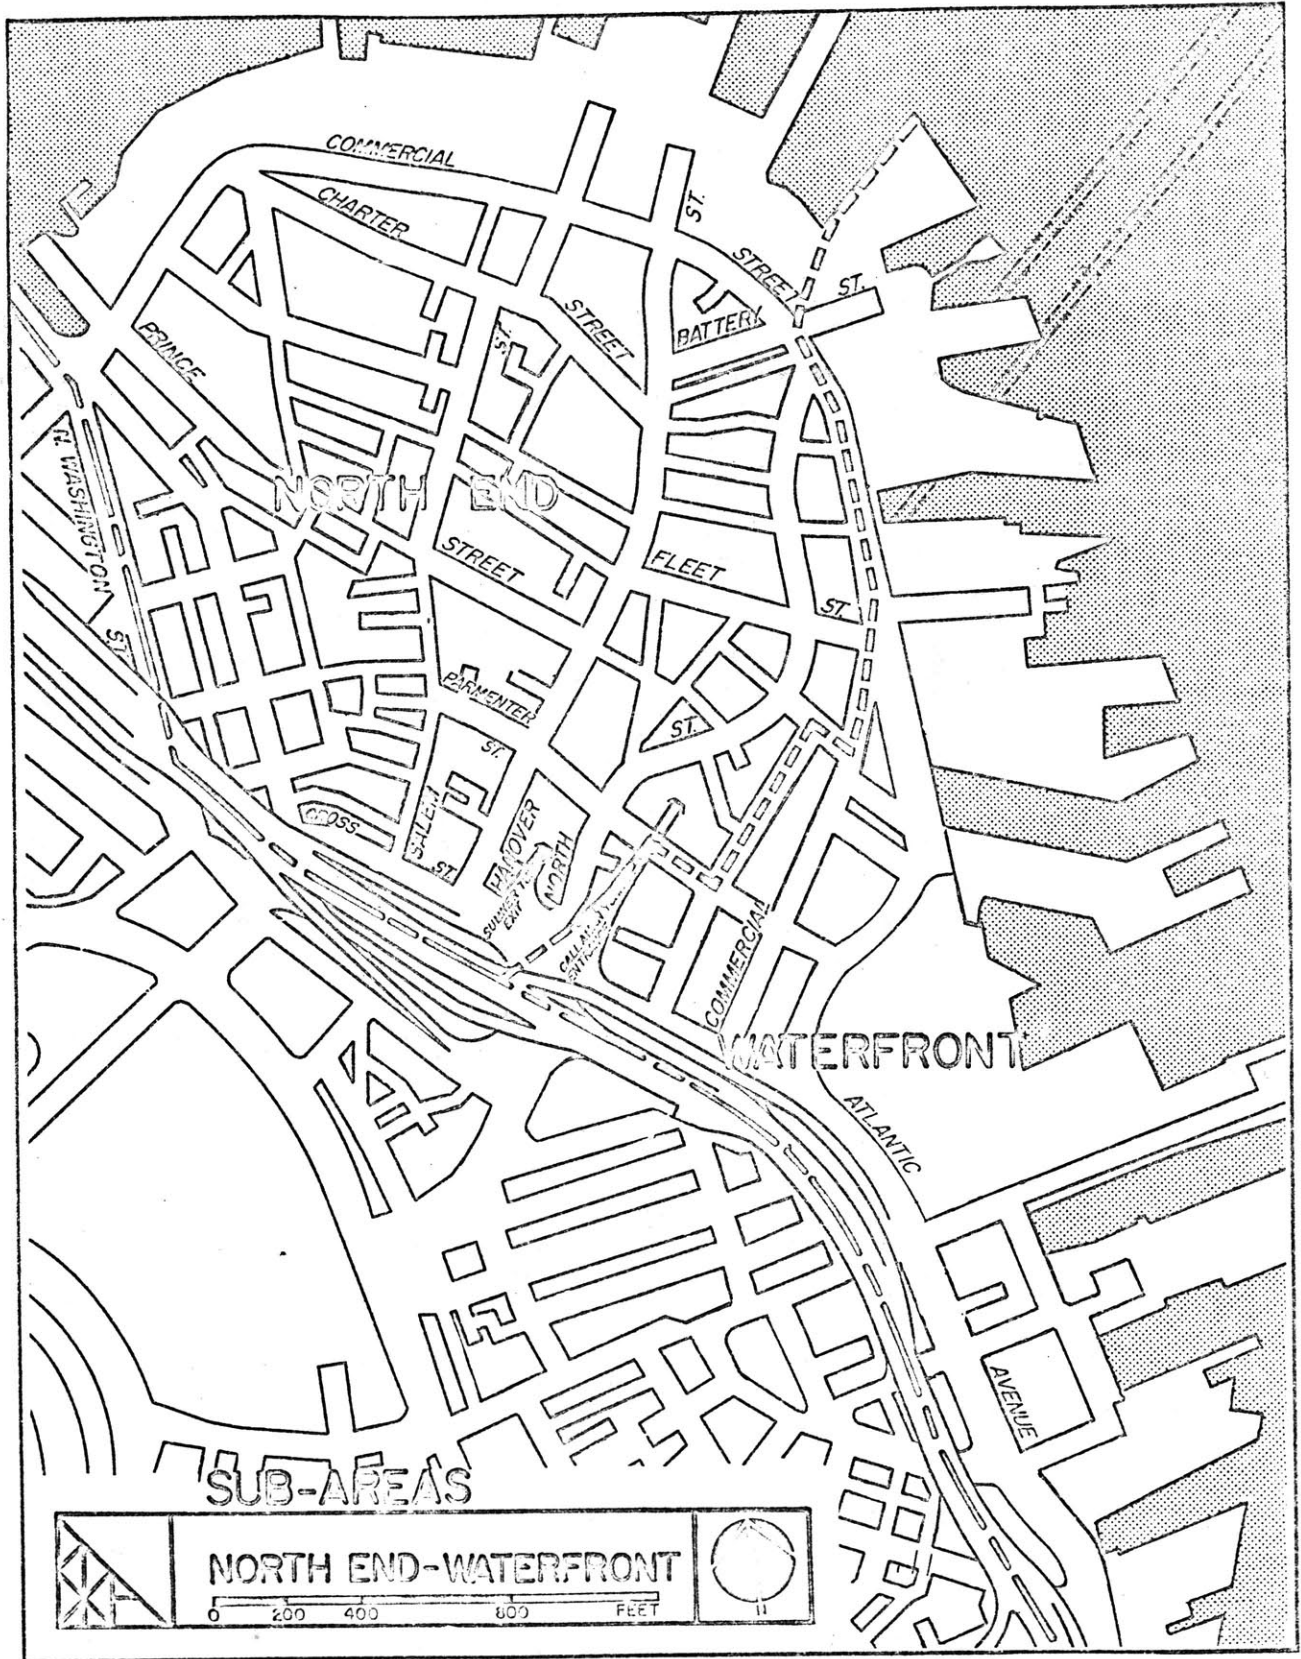 COMMERCIAL
CHARTER
ST.
STREET
ST.
STREET
BATTERY
PRINCE
N. WASHINGTON
ST.
NORTH END
STREET
FLEET
ST.
PARMENTER
ST.
ST.
CROSS
SALEM
ST.
HANOVER
NORTH
EXIT
COMMERCIAL
WATERFRONT
ATLANTIC
AVENUE
SUB-AREAS
NORTH END-WATERFRONT
0 200 400 800 FEET